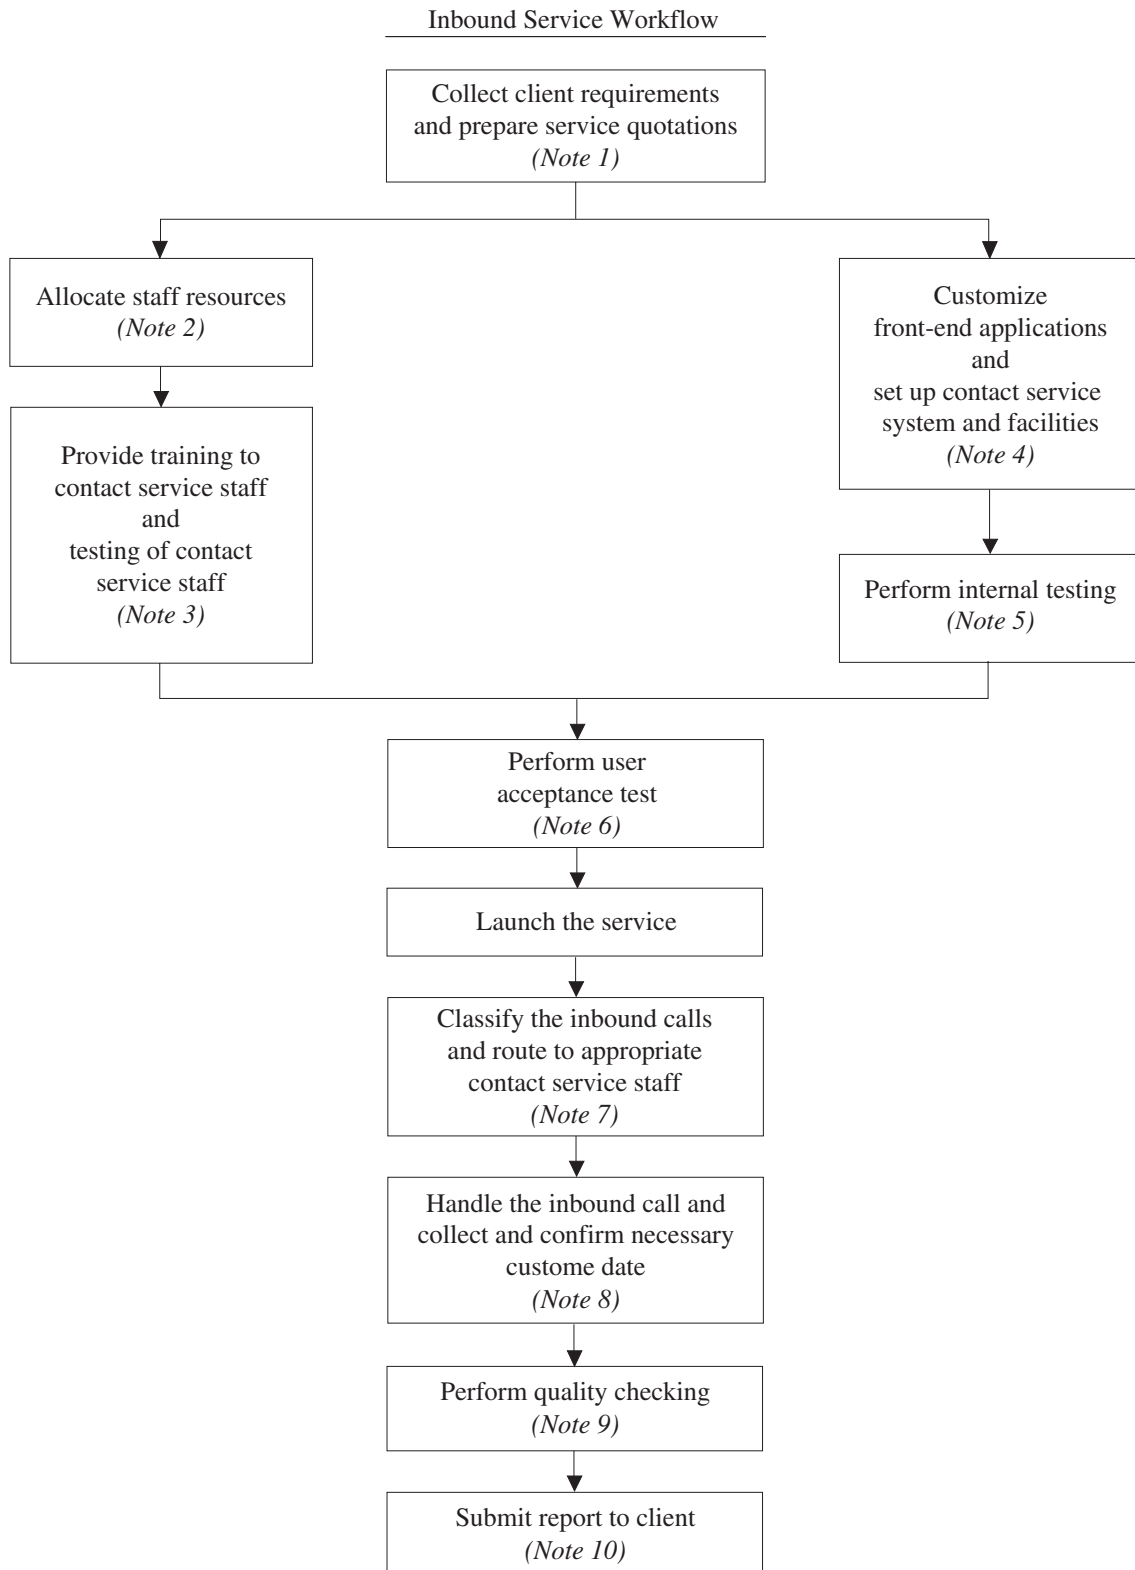 Inbound Service Workflow
Collect client requirements
and prepare service quotations
(Note 1)
Allocate staff resources
(Note 2)
Provide training to
contact service staff
and
testing of contact
service staff
(Note 3)
Customize
front-end applications
and
set up contact service
system and facilities
(Note 4)
Perform internal testing
(Note 5)
Perform user
acceptance test
(Note 6)
Launch the service
Classify the inbound calls
and route to appropriate
contact service staff
(Note 7)
Handle the inbound call and
collect and confirm necessary
custome date
(Note 8)
Perform quality checking
(Note 9)
Submit report to client
(Note 10)